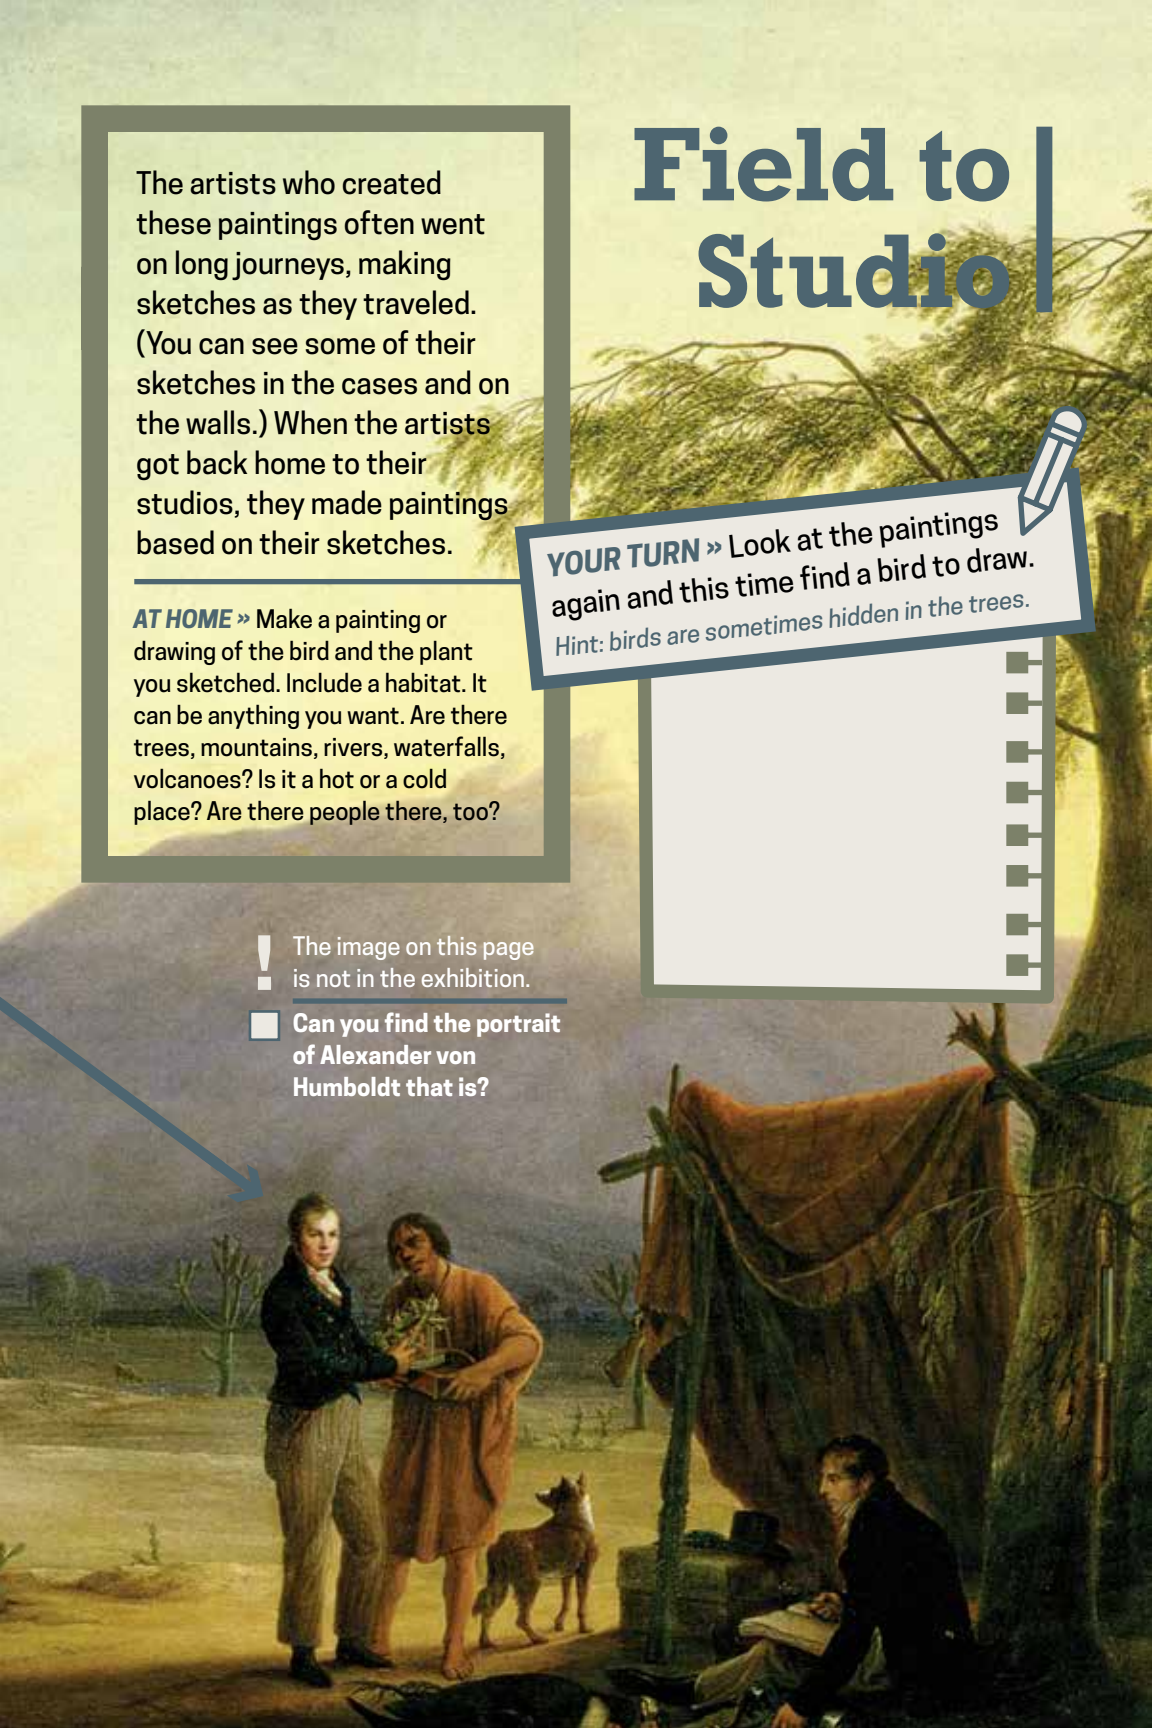 Field to
Studio
The artists who created
these paintings often went
on long journeys, making
sketches as they traveled.
(You can see some of their
sketches in the cases and on
the walls.) When the artists
got back home to their
studios, they made paintings
based on their sketches.
AT HOME » Make a painting or
drawing of the bird and the plant
you sketched. Include a habitat. It
can be anything you want. Are there
trees, mountains, rivers, waterfalls,
volcanoes? Is it a hot or a cold
place? Are there people there, too?
YOUR TURN » Look at the paintings
again and this time find a bird to draw.
Hint: birds are sometimes hidden in the trees.
! The image on this page
is not in the exhibition.
Can you find the portrait
of Alexander von
Humboldt that is?